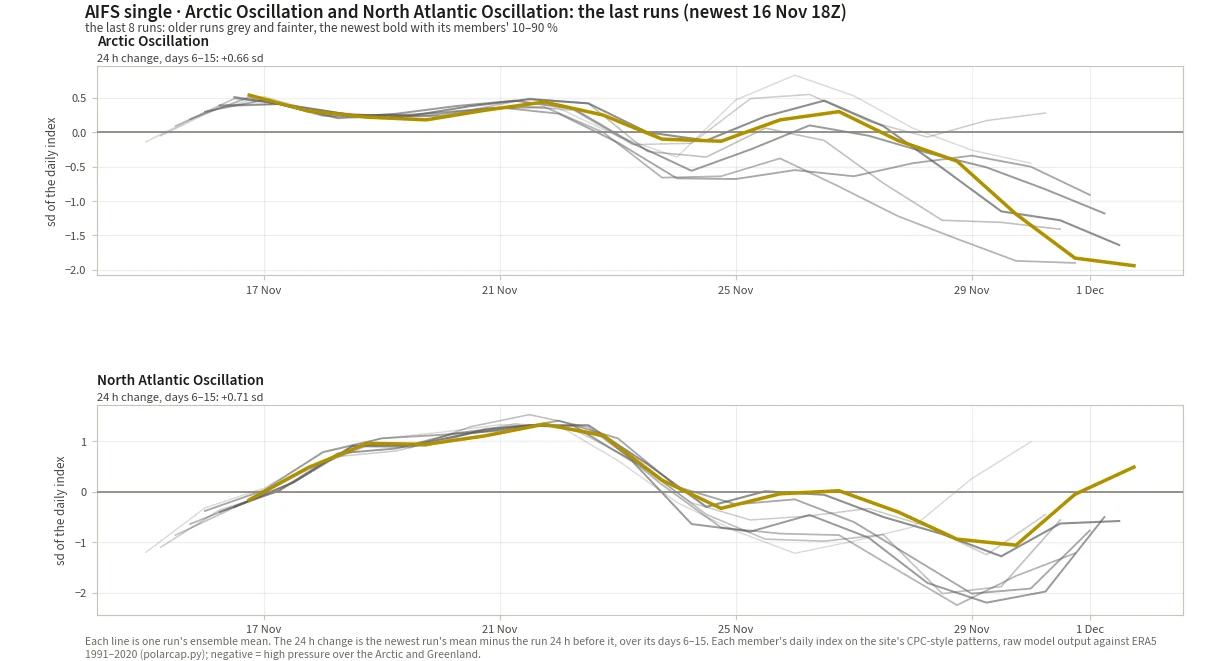 AIFS single · Arctic Oscillation and North Atlantic Oscillation: the last runs (newest 16 Nov 18Z)
the last 8 runs: older runs grey and fainter, the newest bold with its members' 10–90 %
Arctic Oscillation
24 h change, days 6–15: +0.66 sd
sd of the daily index
0.5
0.0
−0.5
−1.0
−1.5
−2.0
17 Nov
21 Nov
25 Nov
29 Nov
1 Dec
North Atlantic Oscillation
24 h change, days 6–15: +0.71 sd
sd of the daily index
1
0
−1
−2
17 Nov
21 Nov
25 Nov
29 Nov
1 Dec
Each line is one run's ensemble mean. The 24 h change is the newest run's mean minus the run 24 h before it, over its days 6–15. Each member's daily index on the site's CPC-style patterns, raw model output against ERA5
1991–2020 (polarcap.py); negative = high pressure over the Arctic and Greenland.